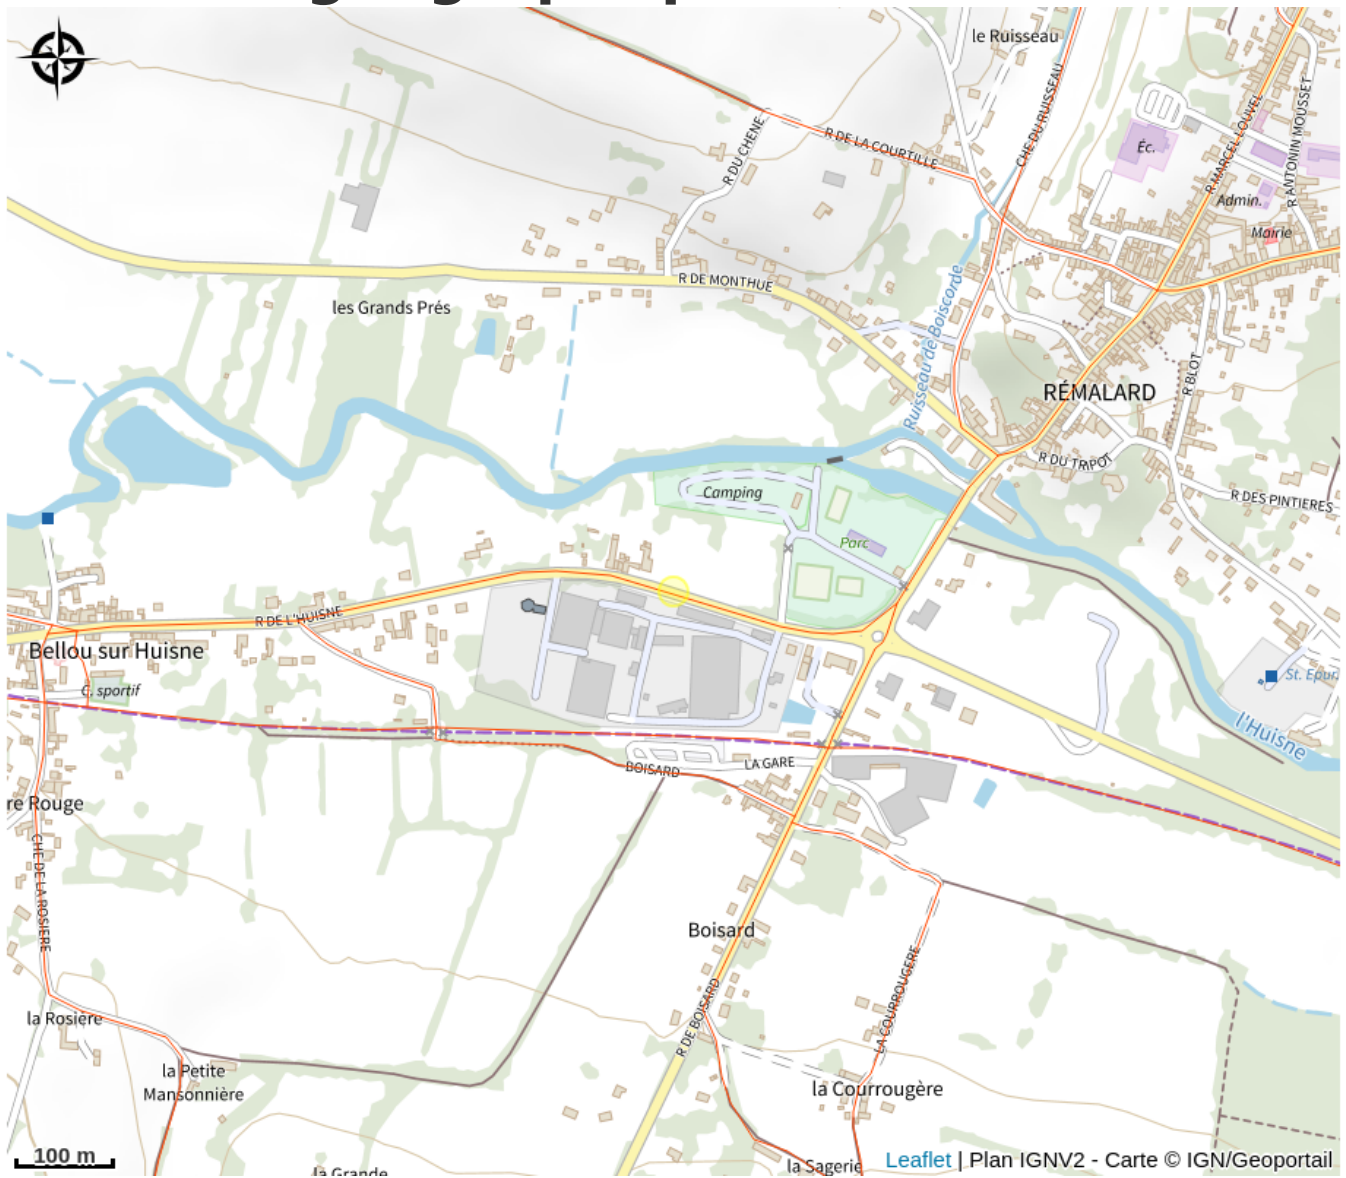 le Ruisseau
CHE DU RUISSEAU
R DE LA COURTILLE
R DU CHENE
R MARCEL LOUVEL
R ANTONIN MOUSSET
Éc.
Admin.
Mairie
R DE MONTHUE
les Grands Prés
Ruisseau de Boiscorde
RÉMALARD
R BLOT
R DU TRIPOT
R DES PINTIERES
Camping
Parc
R DE L'HUISNE
Bellou sur Huisne
C. sportif
St. Epur.
l'Huisne
BOISARD
LA GARE
re Rouge
CHE DE LA ROSIERE
Boisard
R DE BOISARD
LA COURROUGERE
la Rosière
la Petite
Mansonnière
la Courrougère
100 m
la Grande
la Sagerie
Leaflet | Plan IGNV2 - Carte © IGN/Geoportail